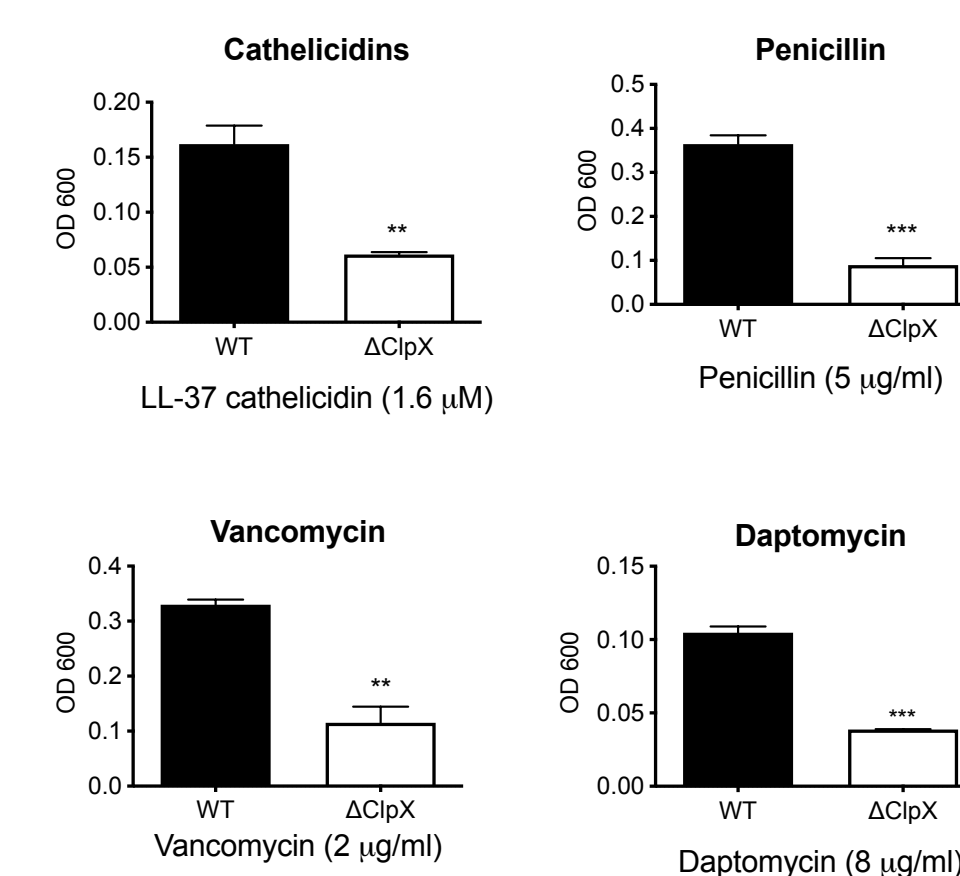 Cathelicidins
0.20
0.15
0.10
0.05
0.00
OD 600
**
WT ΔClpX
LL-37 cathelicidin (1.6 μM)
Penicillin
0.5
0.4
0.3
0.2
0.1
0.0
OD 600
***
WT ΔClpX
Penicillin (5 μg/ml)
Vancomycin
0.4
0.3
0.2
0.1
0.0
OD 600
**
WT ΔClpX
Vancomycin (2 μg/ml)
Daptomycin
0.15
0.10
0.05
0.00
OD 600
***
WT ΔClpX
Daptomycin (8 μg/ml)